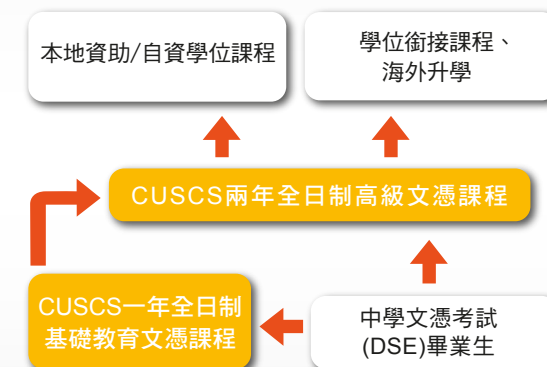 本地資助/自資學位課程
學位銜接課程、
海外升學
CUSCS兩年全日制高級文憑課程
CUSCS一年全日制
基礎教育文憑課程
中學文憑考試
(DSE)畢業生